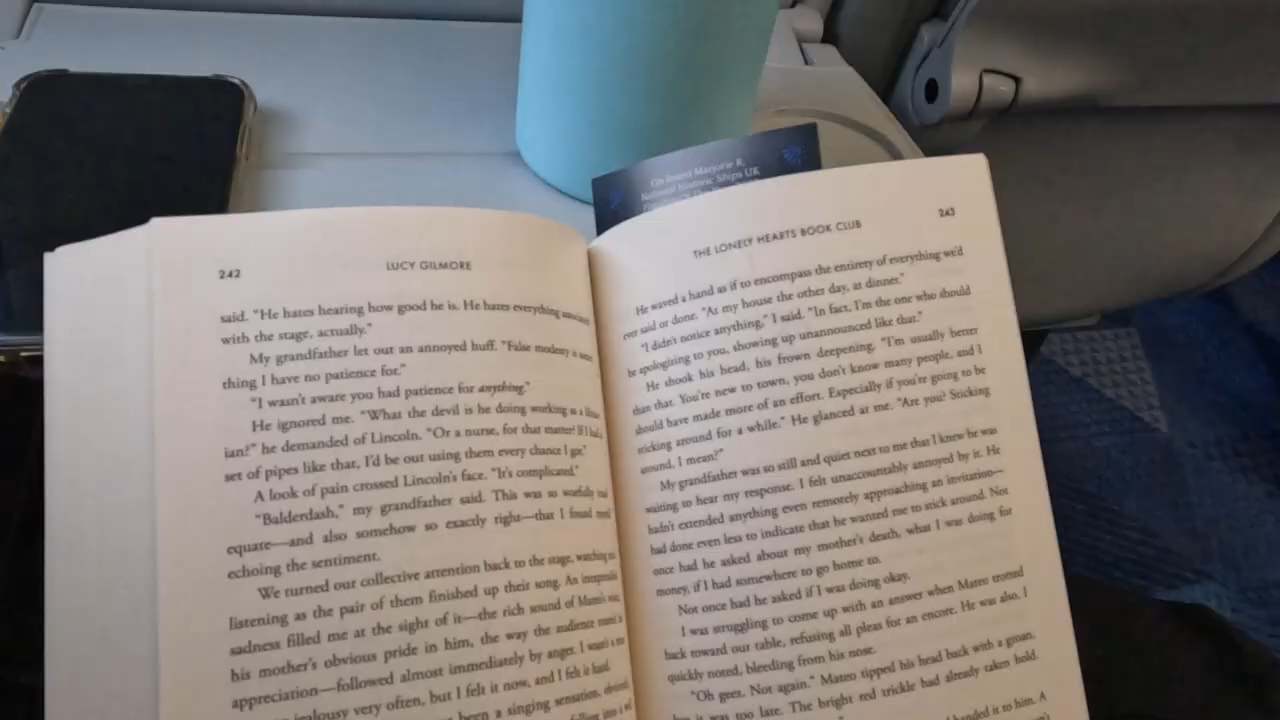 On board Marjorie R,
National Historic Ships UK
242
LUCY GILMORE
said. "He hates hearing how good he is. He hates everything associated
with the stage, actually."
My grandfather let out an annoyed huff. "False modesty is some
thing I have no patience for."
"I wasn't aware you had patience for anything."
He ignored me. "What the devil is he doing working as a librar
ian?" he demanded of Lincoln. "Or a nurse, for that matter? If I had a
set of pipes like that, I'd be out using them every chance I got."
A look of pain crossed Lincoln's face. "It's complicated."
"Balderdash," my grandfather said. This was so woefully
equate—and also somehow so exactly right—that I found
echoing the sentiment.
We turned our collective attention back to the stage, watching
listening as the pair of them finished up their song. An
sadness filled me at the sight of it—the rich sound of Mateo's
his mother's obvious pride in him, the way the audience
appreciation—followed almost immediately by anger. I wasn't
jealousy very often, but I felt it now, and I felt it hard.
been a singing sensation,
falling into a
THE LONELY HEARTS BOOK CLUB
243
He waved a hand as if to encompass the entirety of everything we'd
ever said or done. "At my house the other day, at dinner."
"I didn't notice anything," I said. "In fact, I'm the one who should
be apologizing to you, showing up unannounced like that."
He shook his head, his frown deepening. "I'm usually better
than that. You're new to town, you don't know many people, and I
should have made more of an effort. Especially if you're going to be
sticking around for a while." He glanced at me. "Are you? Sticking
around, I mean?"
My grandfather was so still and quiet next to me that I knew he was
waiting to hear my response. I felt unaccountably annoyed by it. He
hadn't extended anything even remotely approaching an invitation—
had done even less to indicate that he wanted me to stick around. Not
once had he asked about my mother's death, what I was doing for
money, if I had somewhere to go home to.
Not once had he asked if I was doing okay.
I was struggling to come up with an answer when Mateo trotted
back toward our table, refusing all pleas for an encore. He was also, I
quickly noted, bleeding from his nose.
"Oh geez. Not again." Mateo tipped his head back with a groan,
but it was too late. The bright red trickle had already taken hold.
handed it to him. A